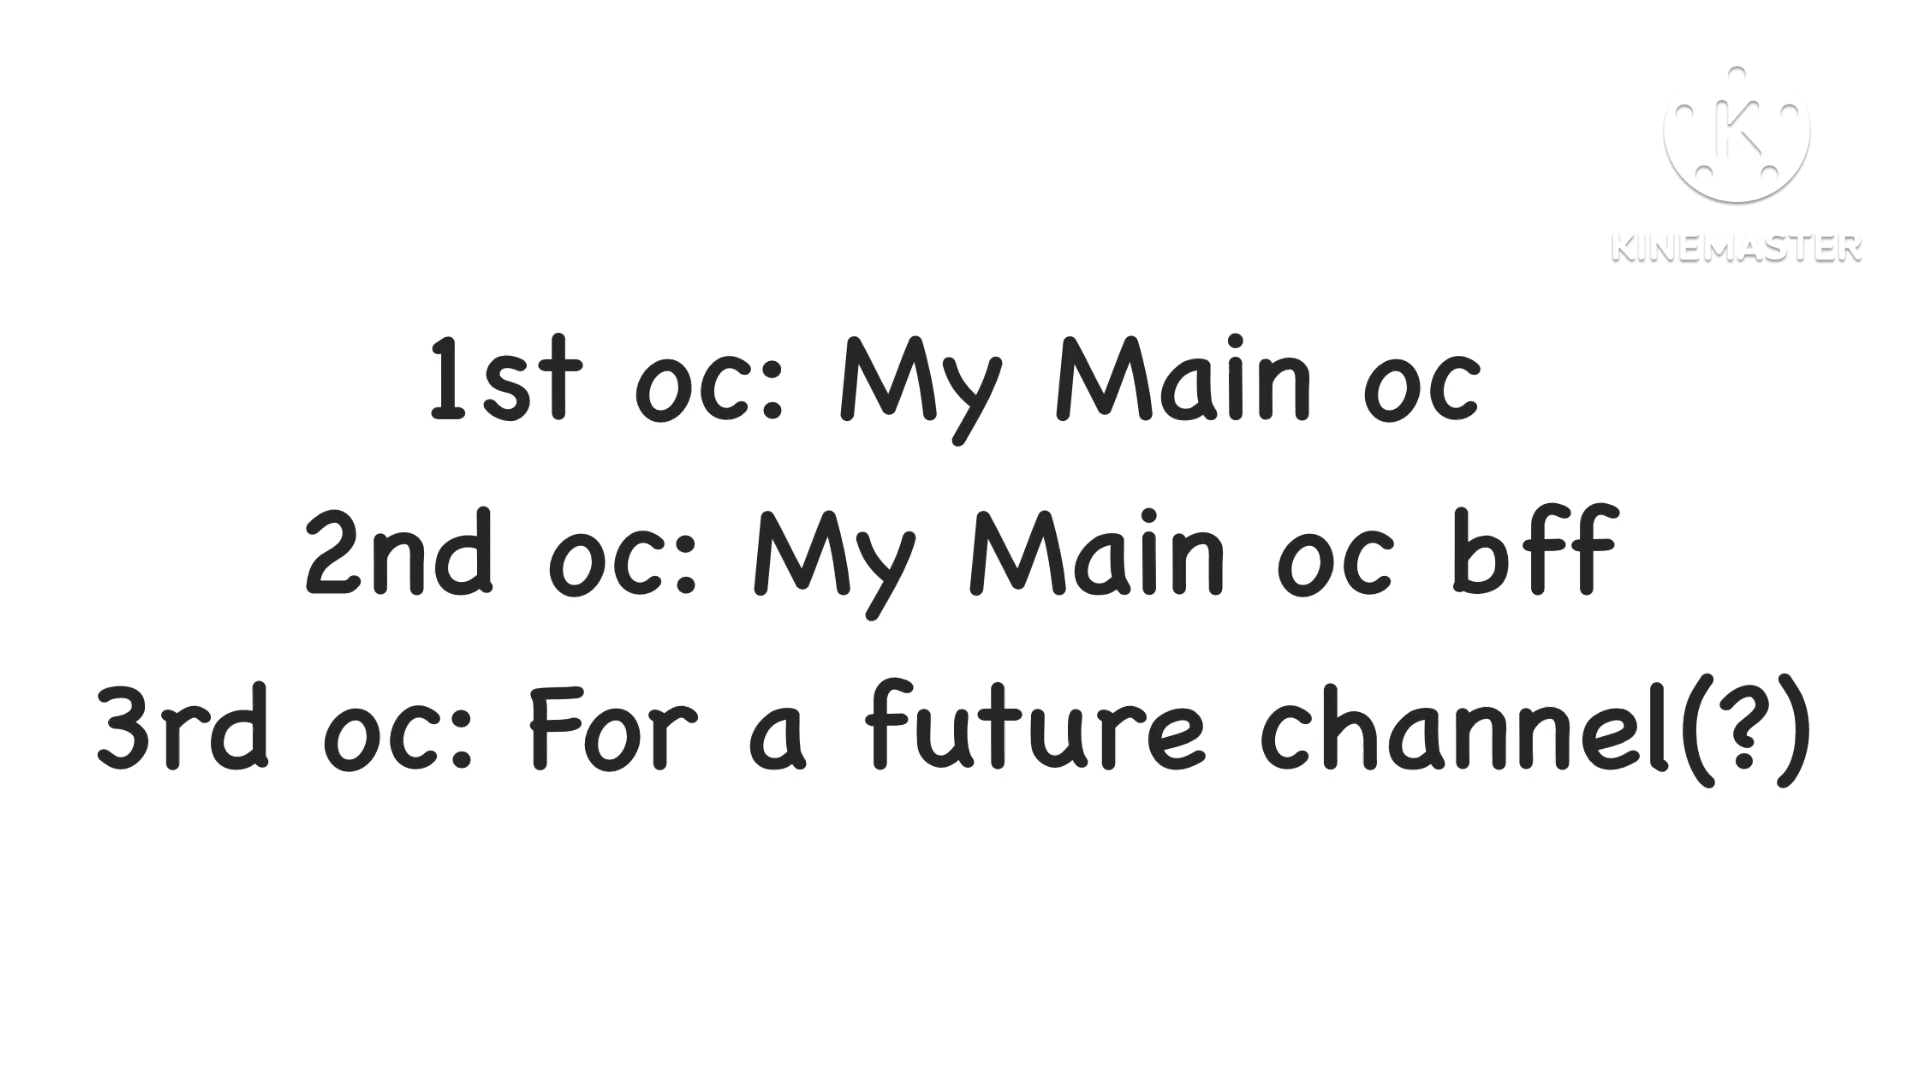 KINEMASTER
1st oc: My Main oc
2nd oc: My Main oc bff
3rd oc: For a future channel(?)